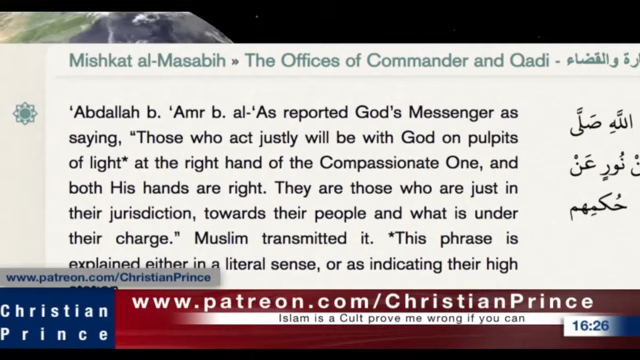 Mishkat al-Masabih » The Offices of Commander and Qadi - ارة والقضاء
‘Abdallah b. ‘Amr b. al-‘As reported God’s Messenger as
saying, “Those who act justly will be with God on pulpits
of light* at the right hand of the Compassionate One, and
both His hands are right. They are those who are just in
their jurisdiction, towards their people and what is under
their charge.” Muslim transmitted it. *This phrase is
explained either in a literal sense, or as indicating their high
اللَّهِ صَلَّى
نُورٍ عَنْ
حُكمِهم
www.patreon.com/ChristianPrince
Christian
Prince
www.patreon.com/ChristianPrince
Islam is a Cult prove me wrong if you can
16:26